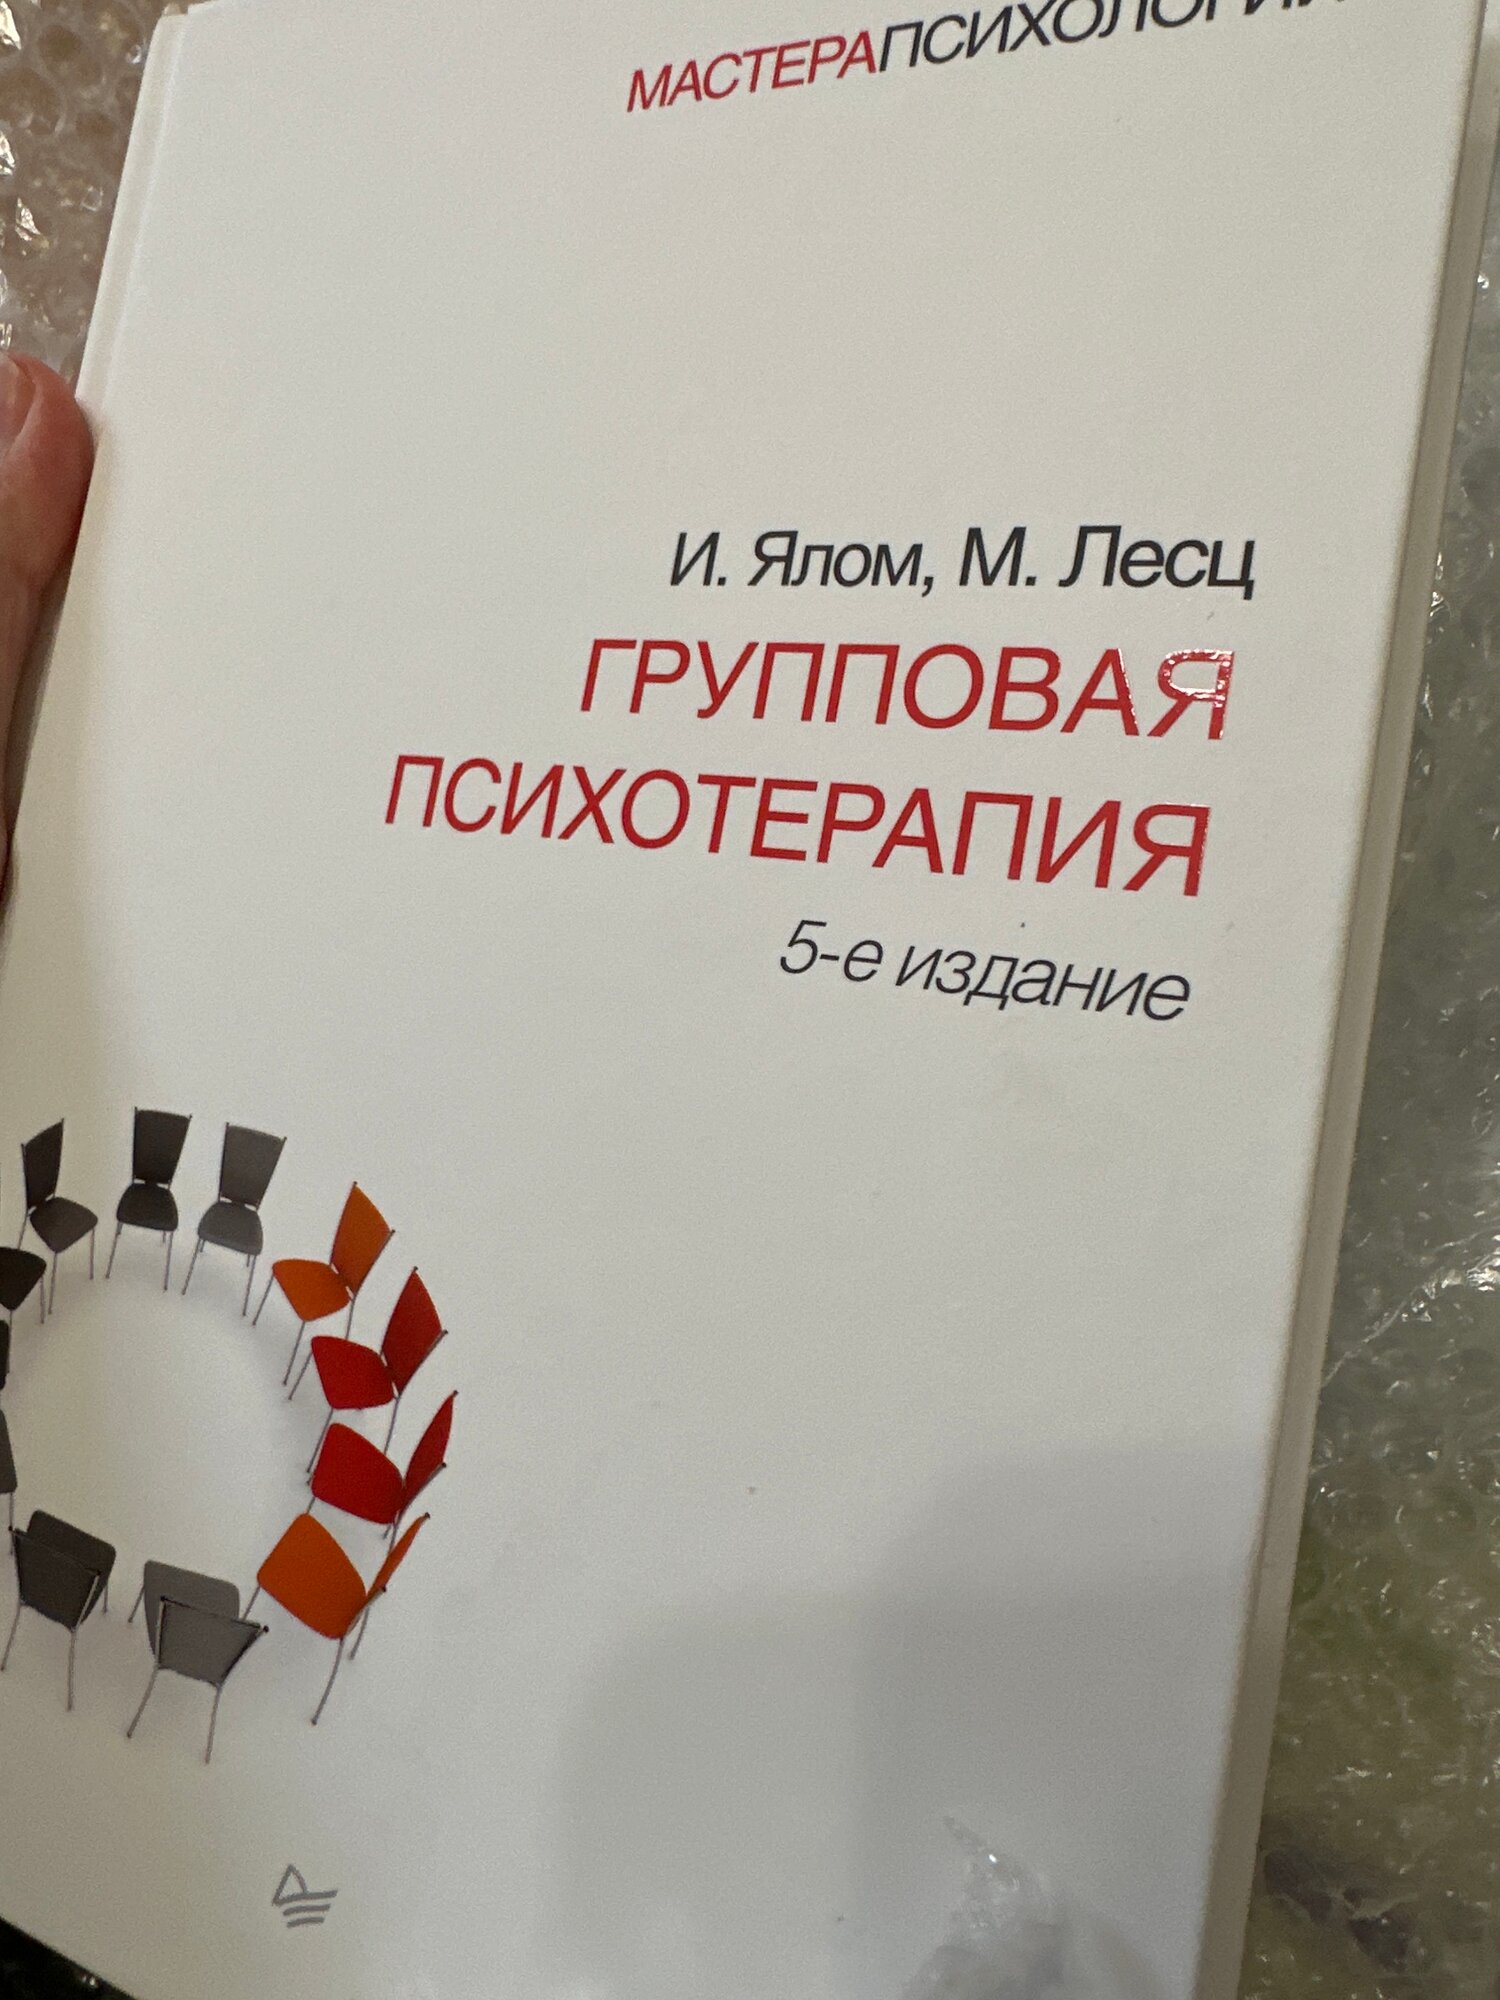 МАСТЕРАПСИХОЛОГИИ
И. Ялом, М. Лесц
ГРУППОВАЯ
ПСИХОТЕРАПИЯ
5-е издание